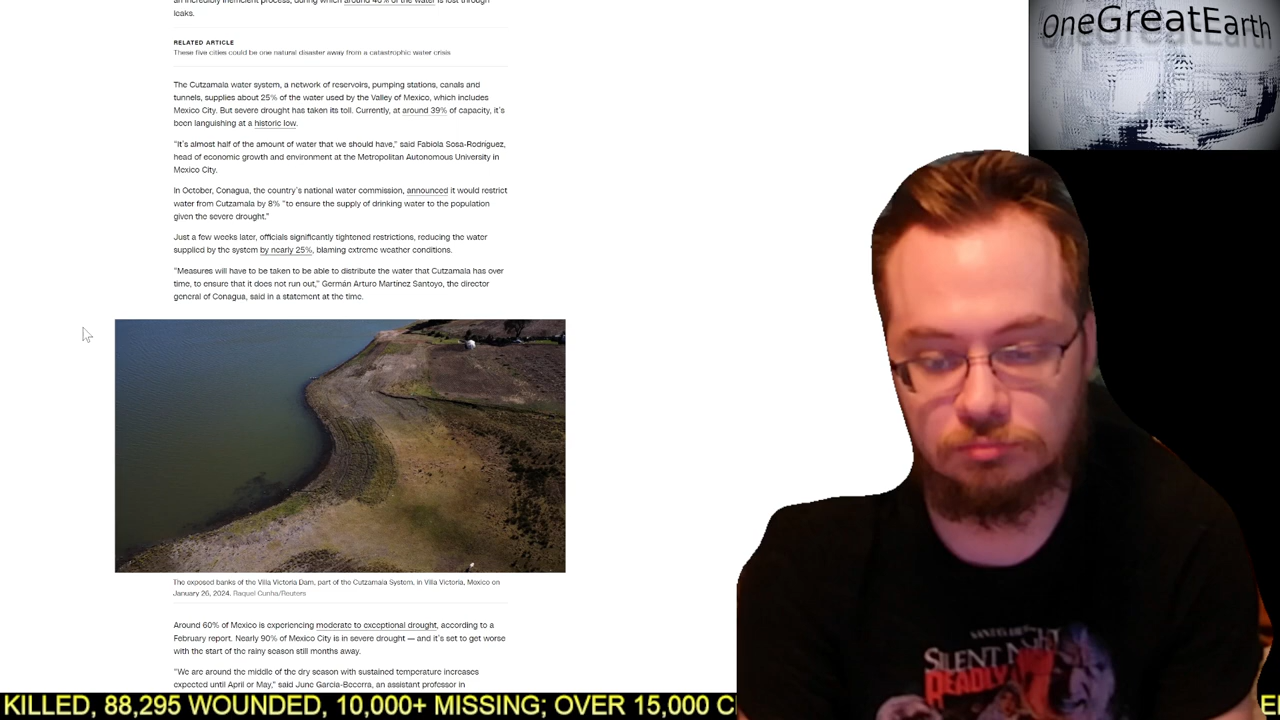 an incredibly inefficient process, during which around 40% of the water is lost through
leaks.
RELATED ARTICLE
These five cities could be one natural disaster away from a catastrophic water crisis
The Cutzamala water system, a network of reservoirs, pumping stations, canals and
tunnels, supplies about 25% of the water used by the Valley of Mexico, which includes
Mexico City. But severe drought has taken its toll. Currently, at around 39% of capacity, it's
been languishing at a historic low.
"It's almost half of the amount of water that we should have," said Fabiola Sosa-Rodríguez,
head of economic growth and environment at the Metropolitan Autonomous University in
Mexico City.
In October, Conagua, the country's national water commission, announced it would restrict
water from Cutzamala by 8% "to ensure the supply of drinking water to the population
given the severe drought."
Just a few weeks later, officials significantly tightened restrictions, reducing the water
supplied by the system by nearly 25%, blaming extreme weather conditions.
"Measures will have to be taken to be able to distribute the water that Cutzamala has over
time, to ensure that it does not run out," Germán Arturo Martínez Santoyo, the director
general of Conagua, said in a statement at the time.
The exposed banks of the Villa Victoria Dam, part of the Cutzamala System, in Villa Victoria, Mexico on
January 26, 2024. Raquel Cunha/Reuters
Around 60% of Mexico is experiencing moderate to exceptional drought, according to a
February report. Nearly 90% of Mexico City is in severe drought — and it's set to get worse
with the start of the rainy season still months away.
"We are around the middle of the dry season with sustained temperature increases
expected until April or May," said June Garcia-Becerra, an assistant professor in
OneGreatEarth
SILENT NIGHT
DEADLY
KILLED, 88,295 WOUNDED, 10,000+ MISSING; OVER 15,000 C